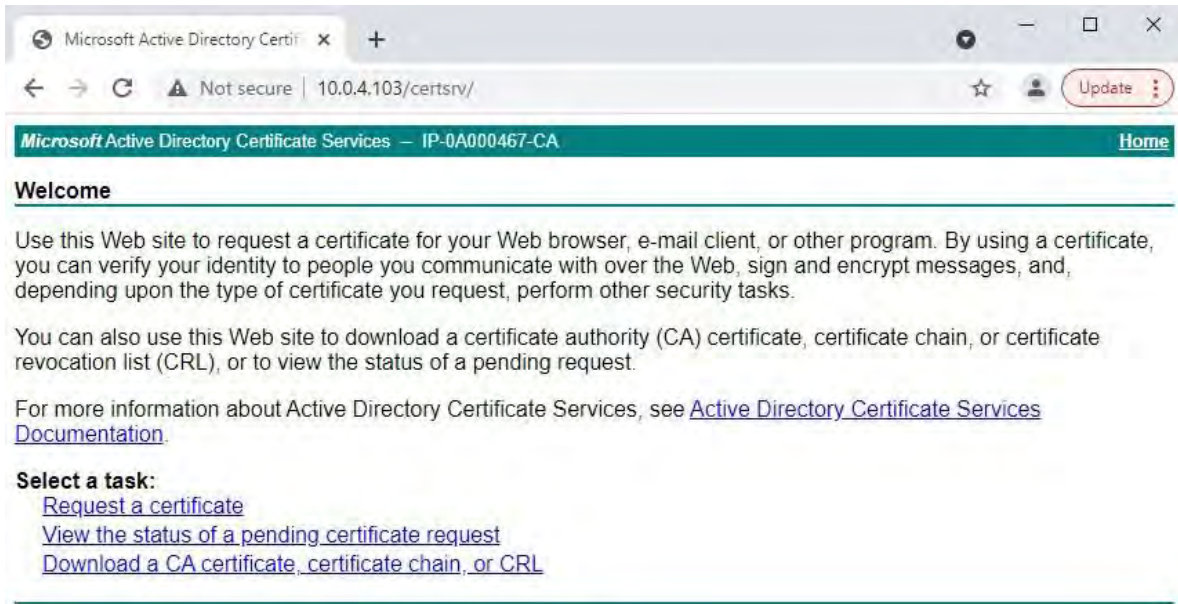 Microsoft Active Directory Certif
Not secure | 10.0.4.103/certsrv/
Update
Microsoft Active Directory Certificate Services – IP-0A000467-CA
Home
Welcome
Use this Web site to request a certificate for your Web browser, e-mail client, or other program. By using a certificate,
you can verify your identity to people you communicate with over the Web, sign and encrypt messages, and,
depending upon the type of certificate you request, perform other security tasks.
You can also use this Web site to download a certificate authority (CA) certificate, certificate chain, or certificate
revocation list (CRL), or to view the status of a pending request.
For more information about Active Directory Certificate Services, see Active Directory Certificate Services
Documentation.
Select a task:
Request a certificate
View the status of a pending certificate request
Download a CA certificate, certificate chain, or CRL